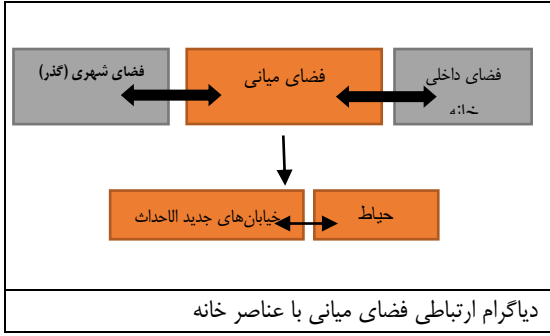 فضای داخلی
خانه
فضای میانی
فضای شهری (گذر)
حیاط
خیابان‌های جدید الاحداث
دیاگرام ارتباطی فضای میانی با عناصر خانه